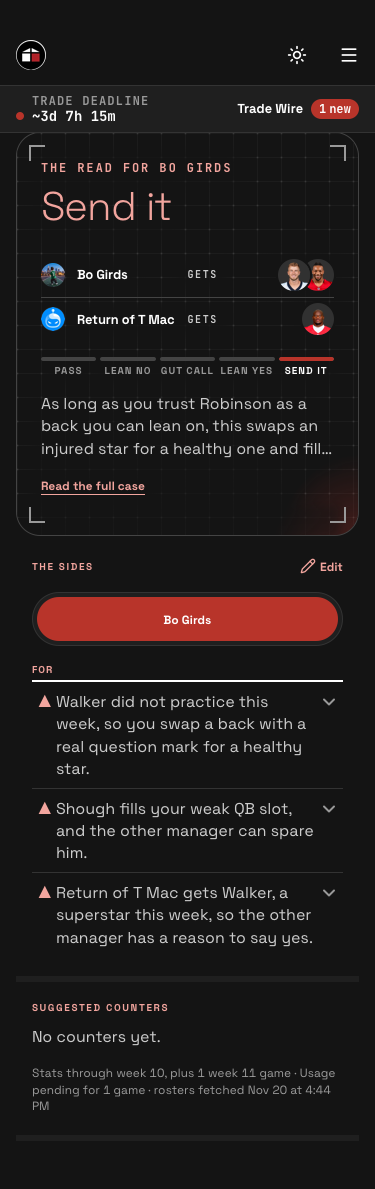 TRADE DEADLINE
~3d 7h 15m
Trade Wire
1 new
THE READ FOR BO GIRDS
Send it
Bo Girds GETS
Return of T Mac GETS
PASS LEAN NO GUT CALL LEAN YES SEND IT
As long as you trust Robinson as a
back you can lean on, this swaps an
injured star for a healthy one and fill...
Read the full case
THE SIDES
Edit
Bo Girds
FOR
Walker did not practice this
week, so you swap a back with a
real question mark for a healthy
star.
Shough fills your weak QB slot,
and the other manager can spare
him.
Return of T Mac gets Walker, a
superstar this week, so the other
manager has a reason to say yes.
SUGGESTED COUNTERS
No counters yet.
Stats through week 10, plus 1 week 11 game · Usage
pending for 1 game · rosters fetched Nov 20 at 4:44
PM